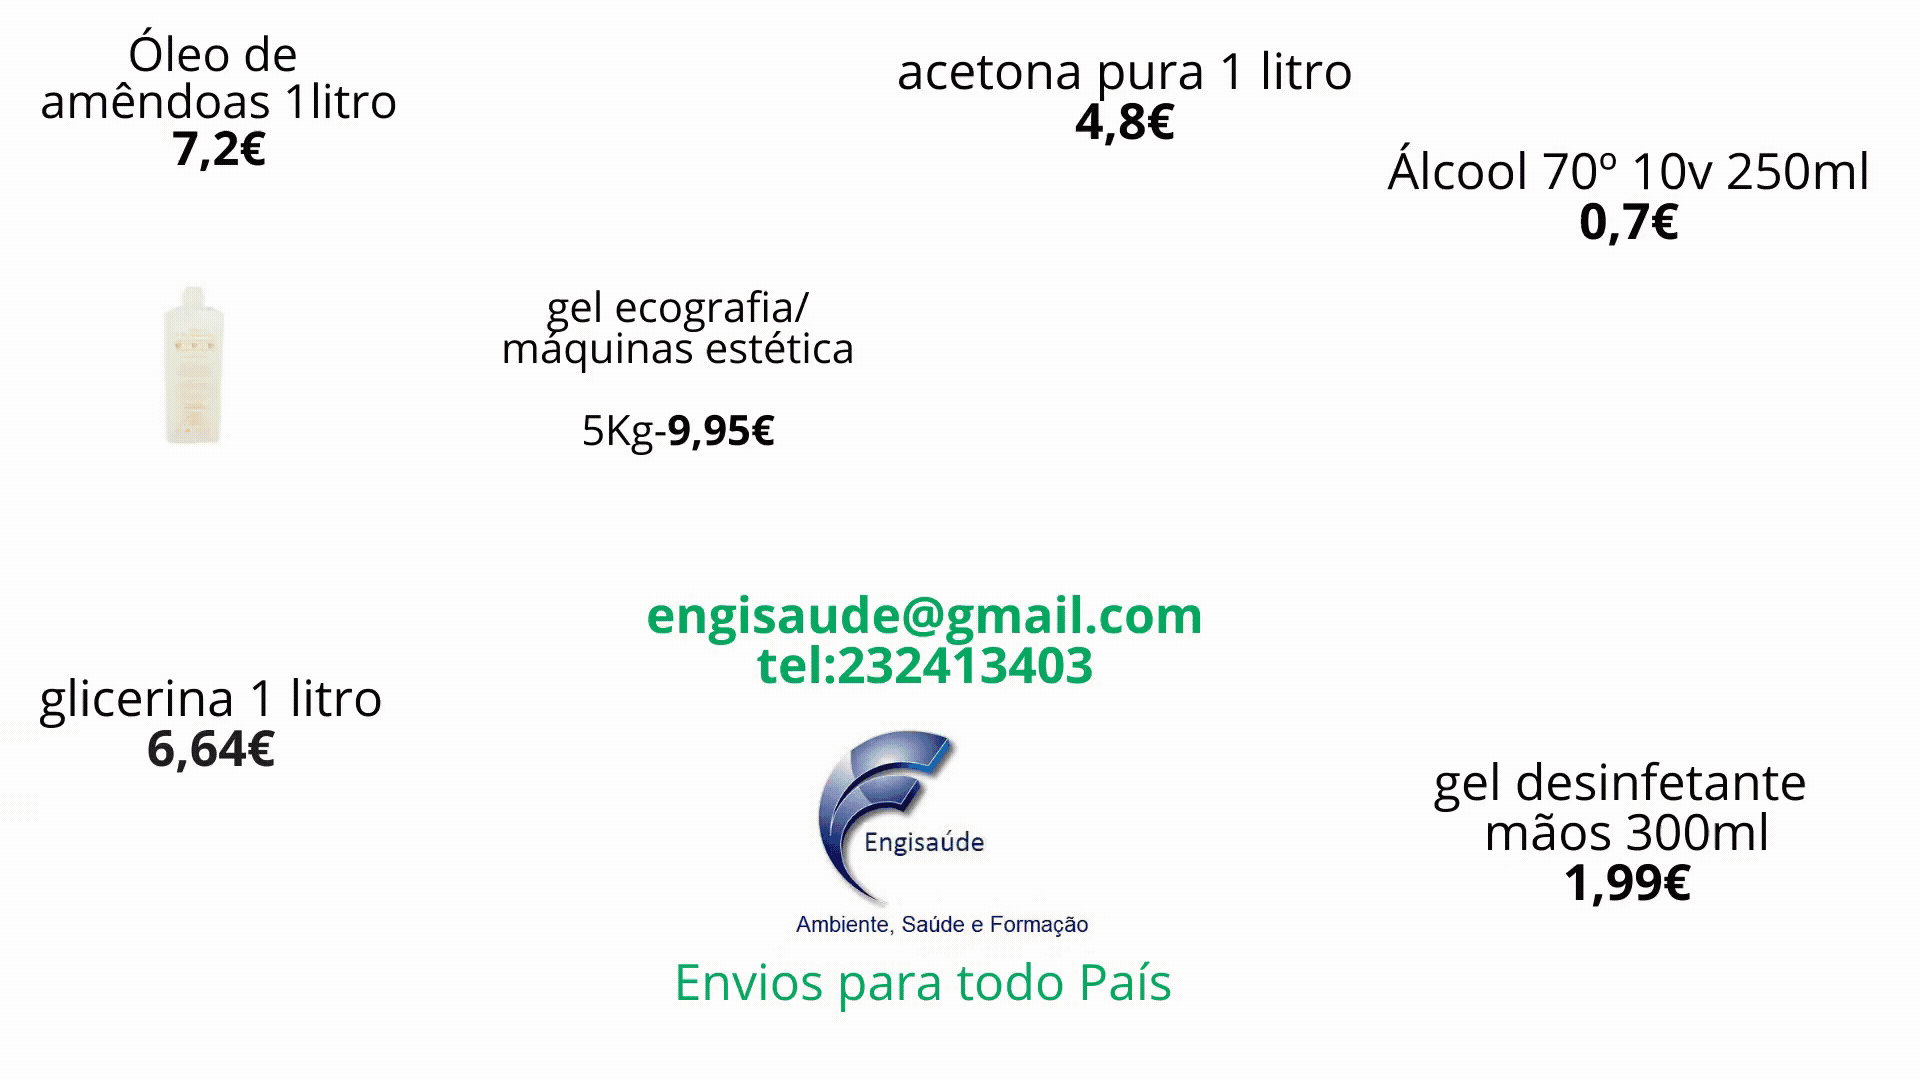 Óleo de
amêndoas 1litro
7,2€
acetona pura 1 litro
4,8€
Álcool 70º 10v 250ml
0,7€
gel ecografia/
máquinas estética
5Kg-9,95€
engisaude@gmail.com
tel:232413403
glicerina 1 litro
6,64€
Engisaúde
Ambiente, Saúde e Formação
gel desinfetante
mãos 300ml
1,99€
Envios para todo País